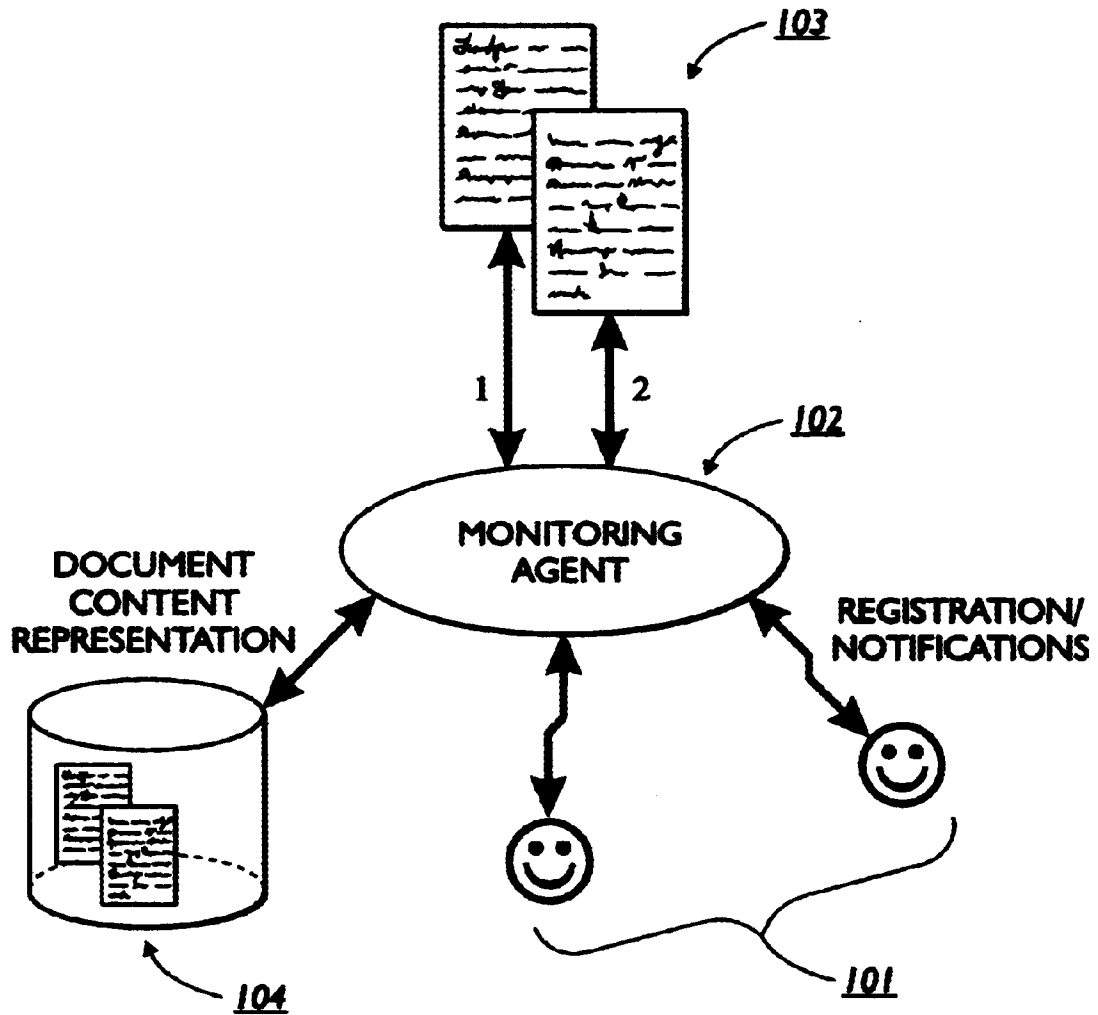 103
1
2
102
MONITORING
AGENT
DOCUMENT
CONTENT
REPRESENTATION
REGISTRATION/
NOTIFICATIONS
104
101